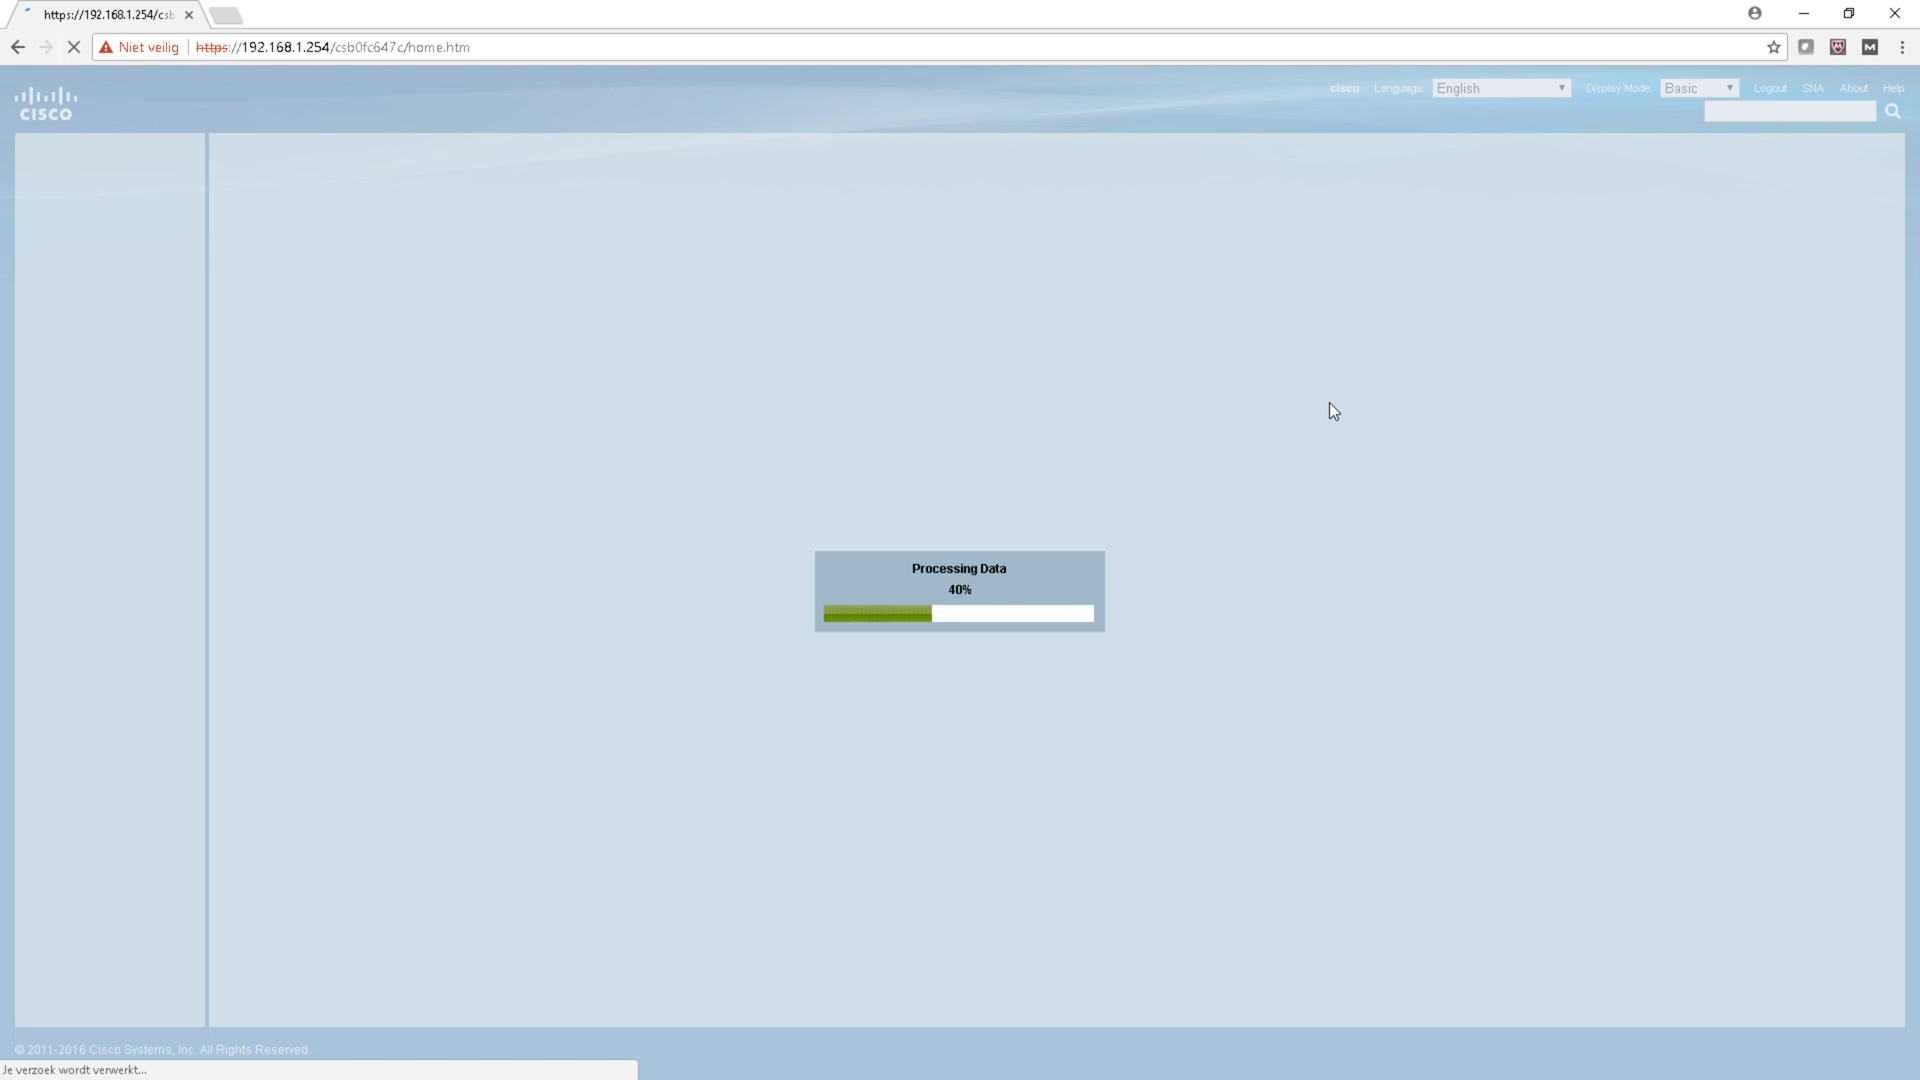 https://192.168.1.254/csb
Niet veilig
https://192.168.1.254/csb0fc647c/home.htm
CISCO
cisco Language: English Display Mode: Basic Logout SNA About Help
Processing Data
40%
© 2011-2016 Cisco Systems, Inc. All Rights Reserved.
Je verzoek wordt verwerkt...